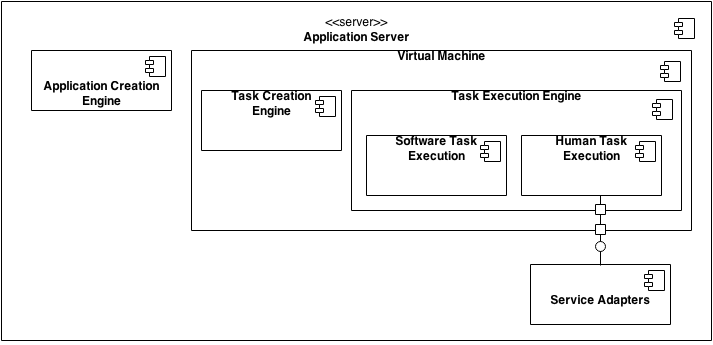 <<server>>
Application Server
Virtual Machine
Application Creation
Engine
Task Creation
Engine
Task Execution Engine
Software Task
Execution
Human Task
Execution
Service Adapters